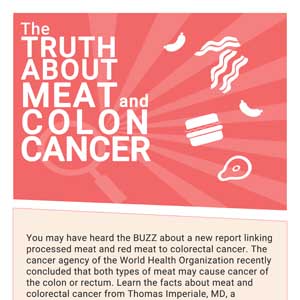 The
TRUTH
ABOUT
MEAT and
COLON
CANCER
You may have heard the BUZZ about a new report linking
processed meat and red meat to colorectal cancer. The
cancer agency of the World Health Organization recently
concluded that both types of meat may cause cancer of
the colon or rectum. Learn the facts about meat and
colorectal cancer from Thomas Imperiale, MD, a